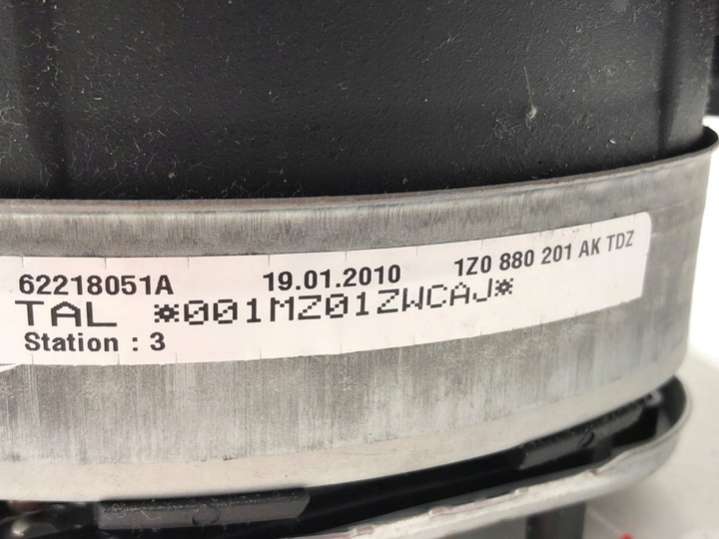 62218051A 19.01.2010 1Z0 880 201 AK TDZ
TAL *001MZ01ZWCAJ*
Station : 3